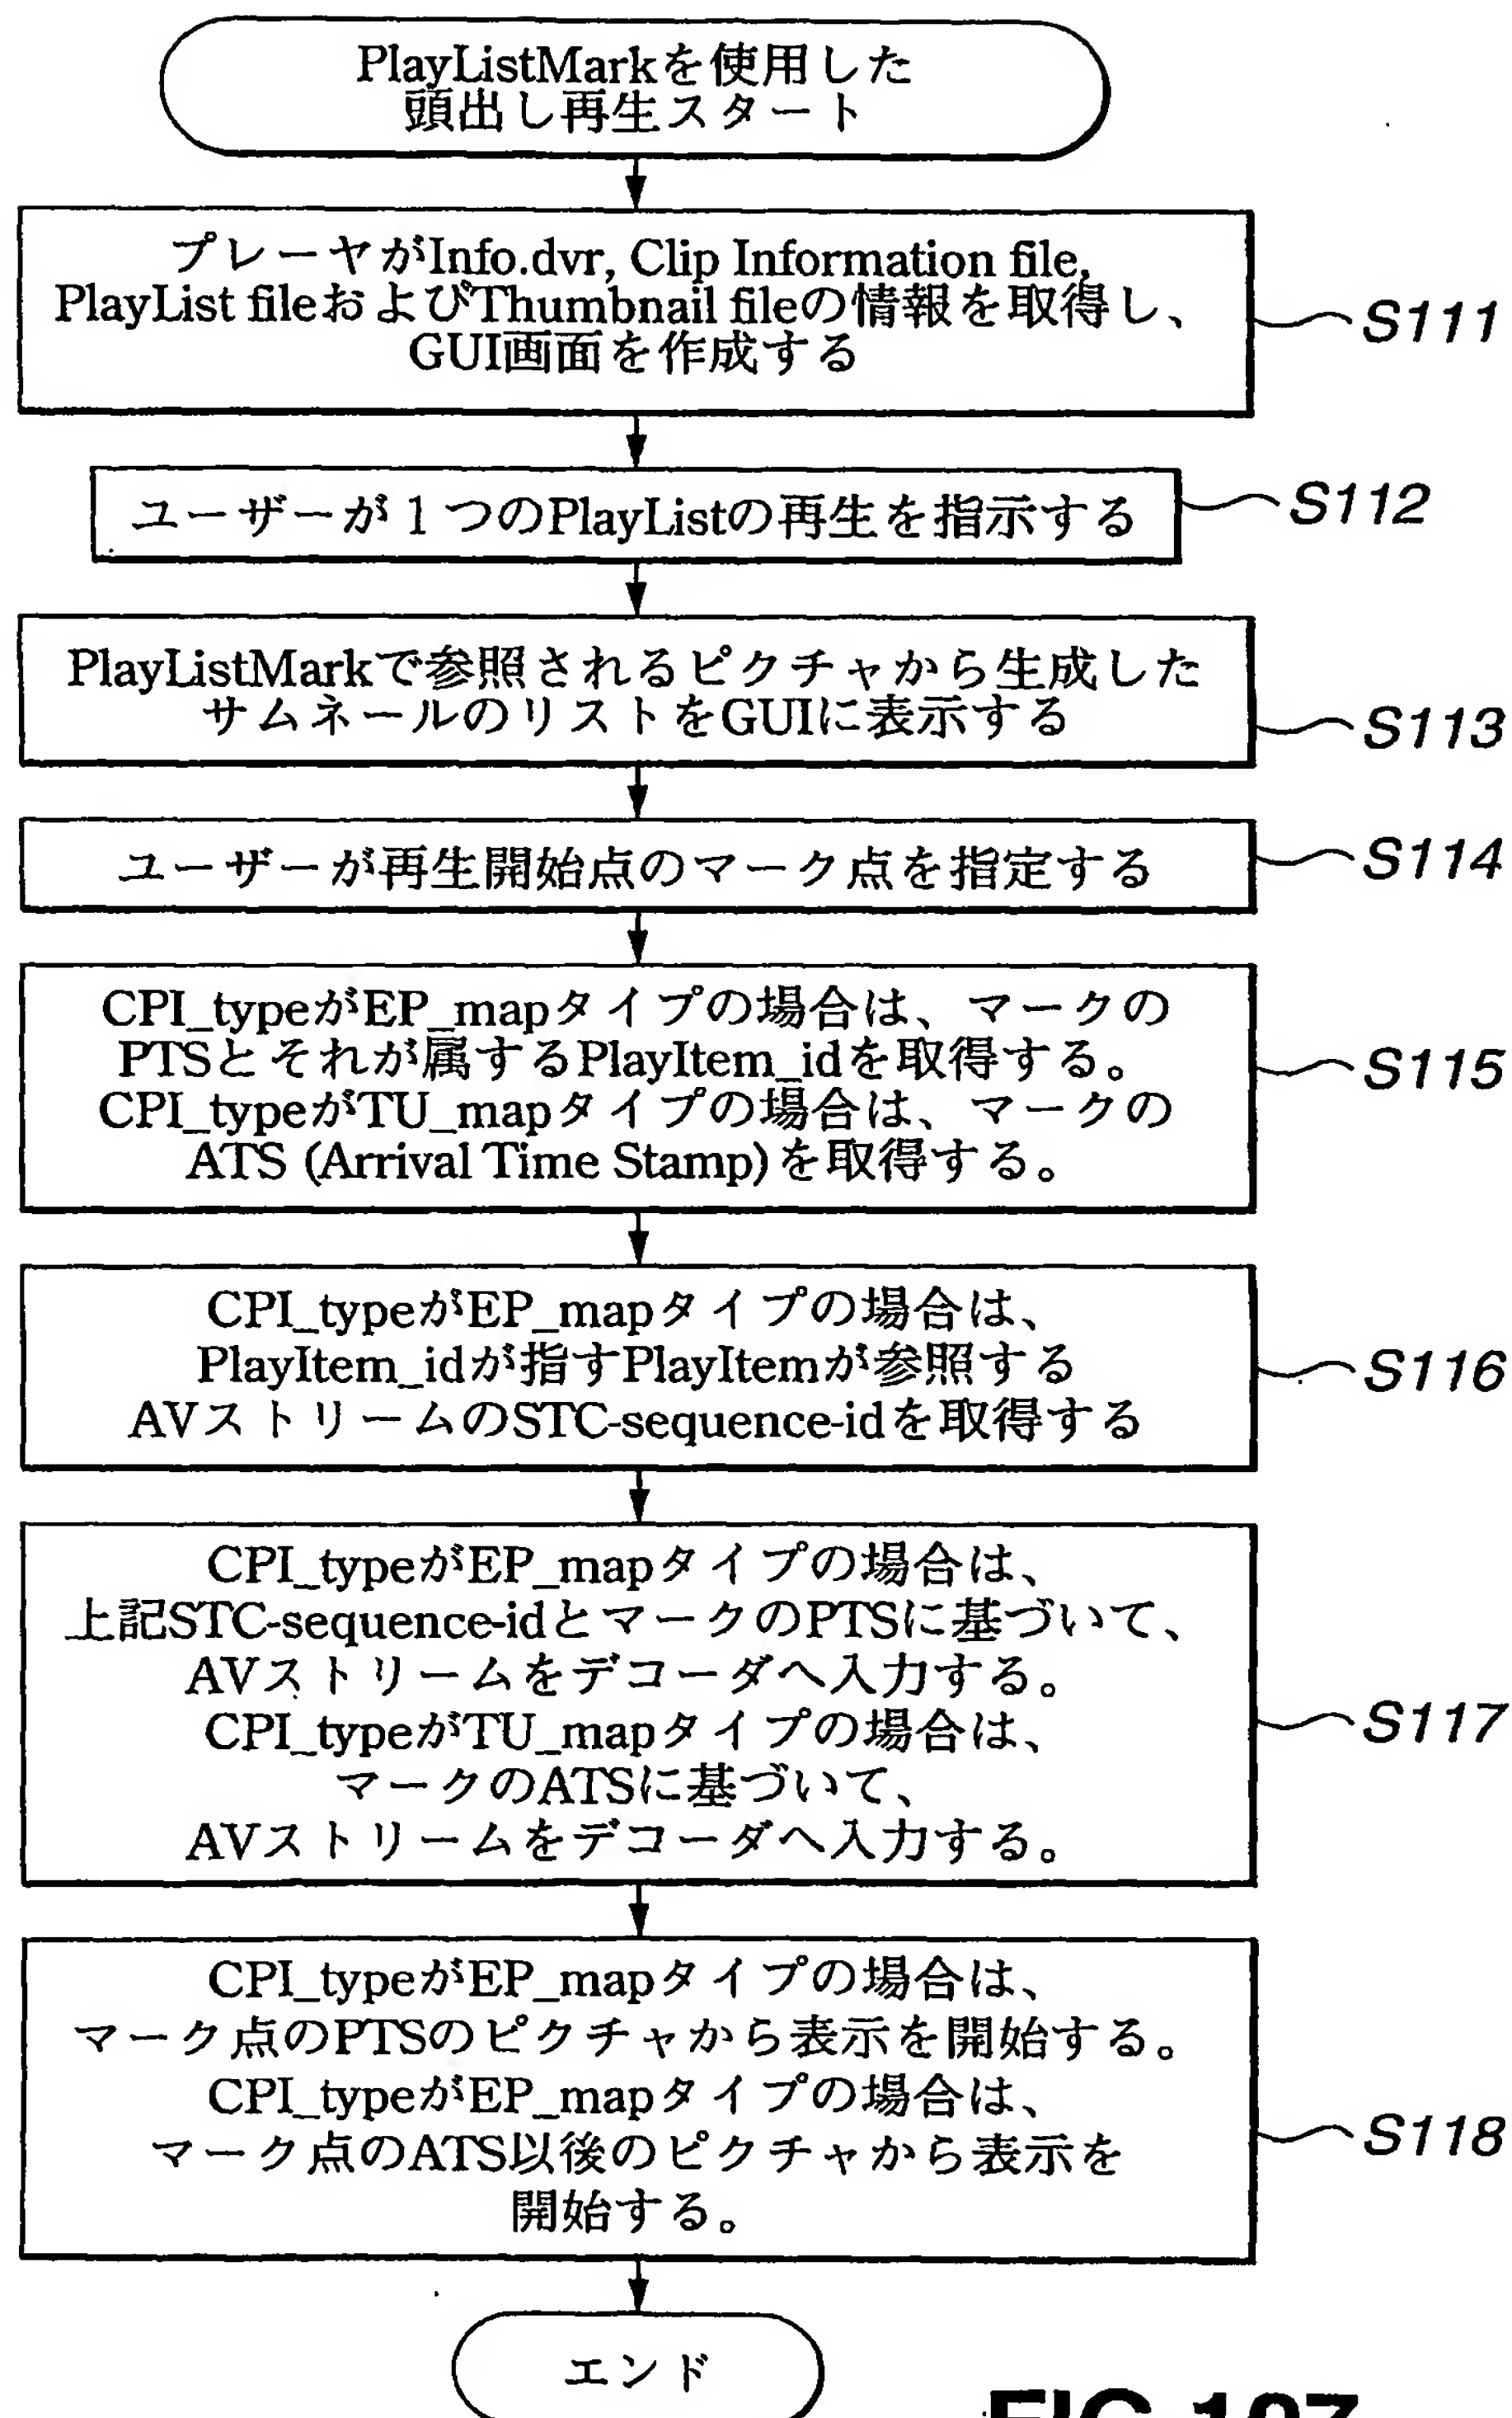 PlayListMarkを使用した
頭出し再生スタート
プレーヤがInfo.dvr, Clip Information file,
PlayList fileおよびThumbnail fileの情報を取得し、
GUI画面を作成する
S111
ユーザーが1つのPlayListの再生を指示する
S112
PlayListMarkで参照されるピクチャから生成した
サムネールのリストをGUIに表示する
S113
ユーザーが再生開始点のマーク点を指定する
S114
CPI_typeがEP_mapタイプの場合は、マークの
PTSとそれが属するPlayItem_idを取得する。
CPI_typeがTU_mapタイプの場合は、マークの
ATS (Arrival Time Stamp)を取得する。
S115
CPI_typeがEP_mapタイプの場合は、
PlayItem_idが指すPlayItemが参照する
AVストリームのSTC-sequence-idを取得する
S116
CPI_typeがEP_mapタイプの場合は、
上記STC-sequence-idとマークのPTSに基づいて、
AVストリームをデコーダへ入力する。
CPI_typeがTU_mapタイプの場合は、
マークのATSに基づいて、
AVストリームをデコーダへ入力する。
S117
CPI_typeがEP_mapタイプの場合は、
マーク点のPTSのピクチャから表示を開始する。
CPI_typeがEP_mapタイプの場合は、
マーク点のATS以後のピクチャから表示を
開始する。
S118
エンド